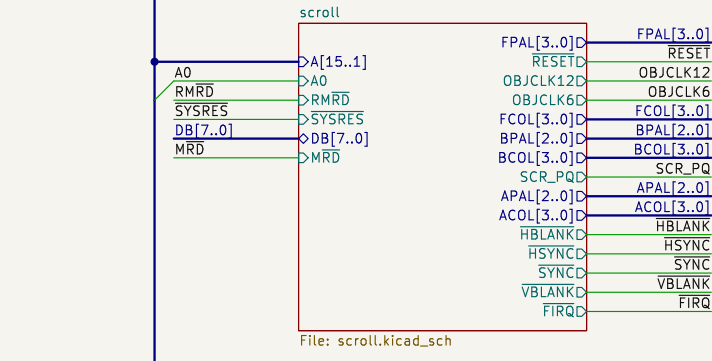 scroll
FPAL[3..0] FPAL[3..0]
A[15..1] RESET RESET
A0 A0 OBJCLK12 OBJCLK12
RMRD RMRD OBJCLK6 OBJCLK6
SYSRES SYSRES FCOL[3..0] FCOL[3..0]
DB[7..0] DB[7..0] BPAL[2..0] BPAL[2..0]
MRD MRD BCOL[3..0] BCOL[3..0]
SCR_PQ SCR_PQ
APAL[2..0] APAL[2..0]
ACOL[3..0] ACOL[3..0]
HBLANK HBLANK
HSYNC HSYNC
SYNC SYNC
VBLANK VBLANK
FIRQ FIRQ
File: scroll.kicad_sch